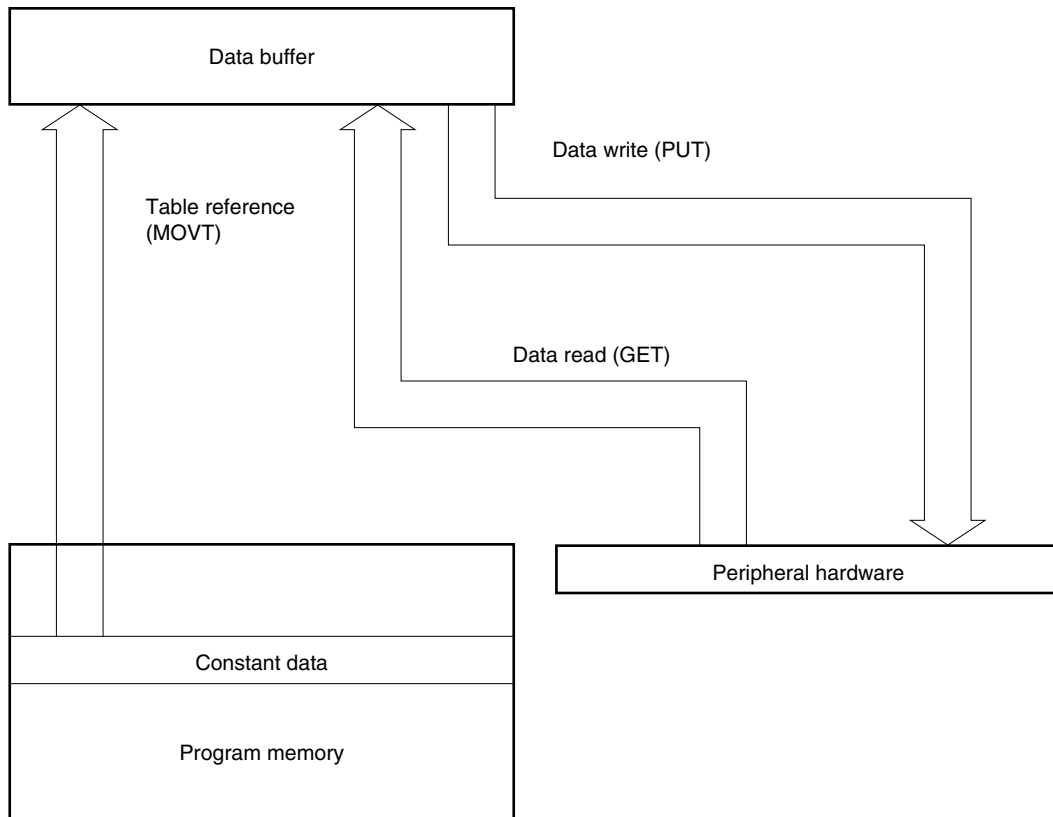 Data buffer
Data write (PUT)
Table reference
(MOVT)
Data read (GET)
Peripheral hardware
Constant data
Program memory